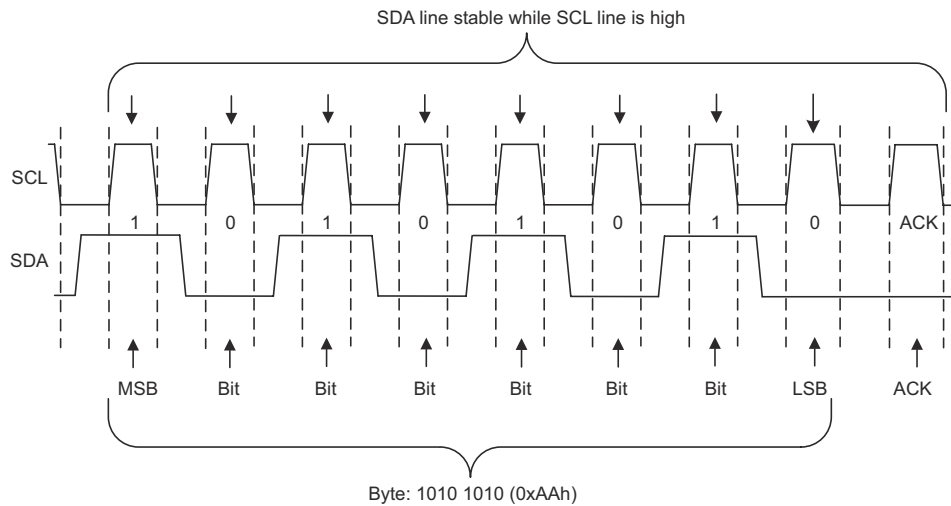 SDA line stable while SCL line is high
SCL
1 0 1 0 1 0 1 0 ACK
SDA
MSB Bit Bit Bit Bit Bit Bit LSB ACK
Byte: 1010 1010 (0xAAh)